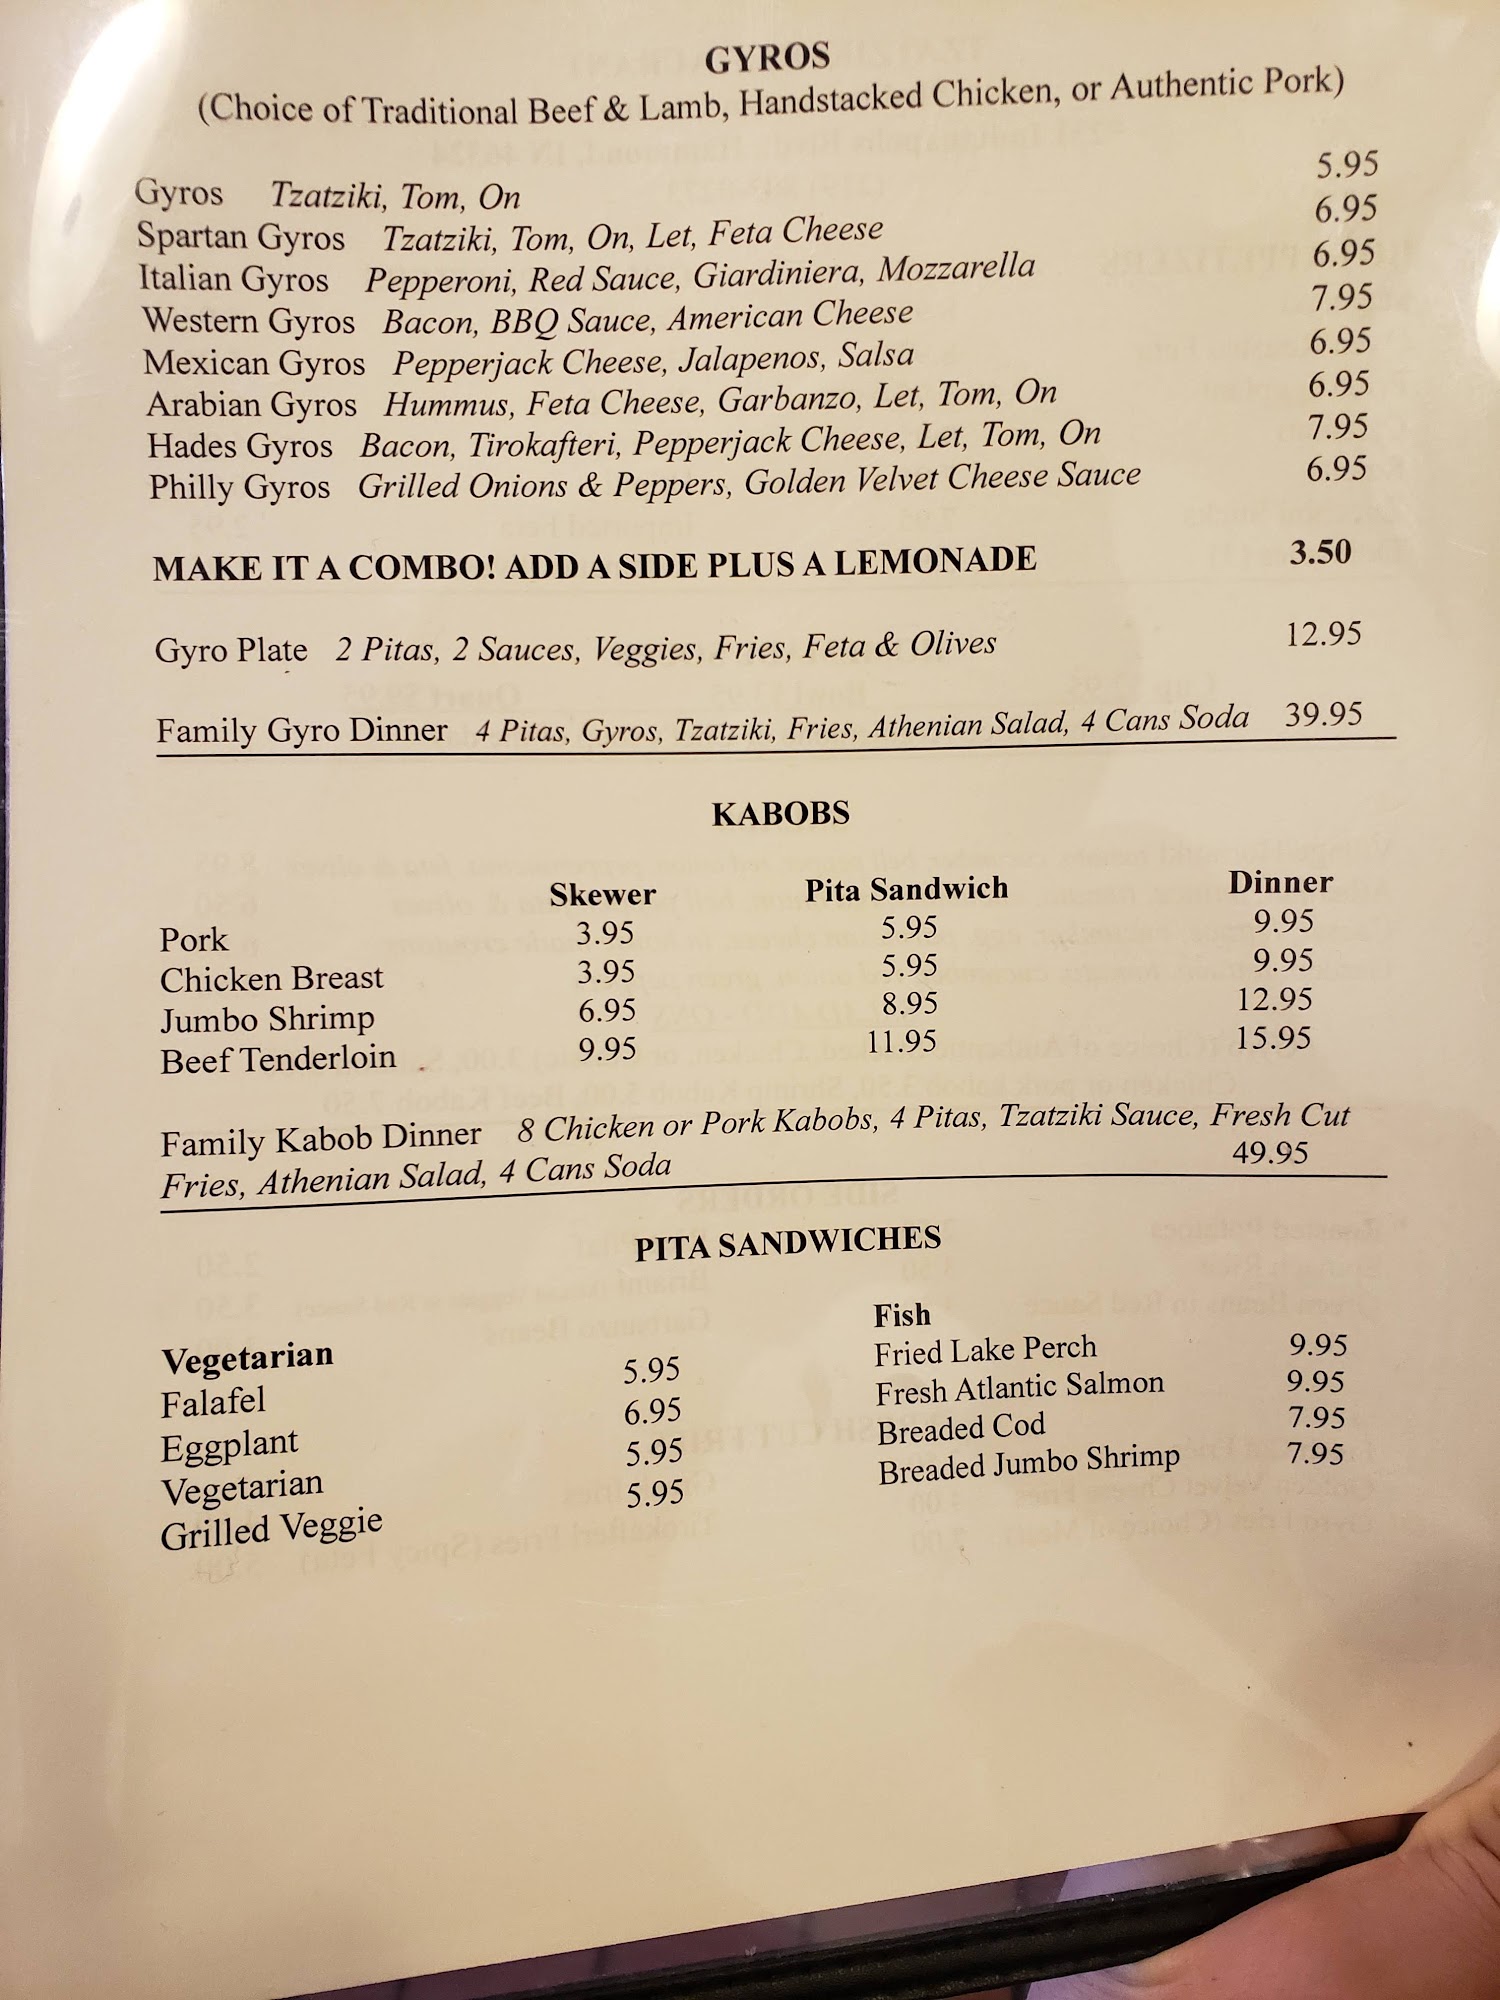 GYROS
(Choice of Traditional Beef & Lamb, Handstacked Chicken, or Authentic Pork)
Gyros Tzatziki, Tom, On 5.95
Spartan Gyros Tzatziki, Tom, On, Let, Feta Cheese 6.95
Italian Gyros Pepperoni, Red Sauce, Giardiniera, Mozzarella 6.95
Western Gyros Bacon, BBQ Sauce, American Cheese 7.95
Mexican Gyros Pepperjack Cheese, Jalapenos, Salsa 6.95
Arabian Gyros Hummus, Feta Cheese, Garbanzo, Let, Tom, On 6.95
Hades Gyros Bacon, Tirokafteri, Pepperjack Cheese, Let, Tom, On 7.95
Philly Gyros Grilled Onions & Peppers, Golden Velvet Cheese Sauce 6.95
MAKE IT A COMBO! ADD A SIDE PLUS A LEMONADE 3.50
Gyro Plate 2 Pitas, 2 Sauces, Veggies, Fries, Feta & Olives 12.95
Family Gyro Dinner 4 Pitas, Gyros, Tzatziki, Fries, Athenian Salad, 4 Cans Soda 39.95
KABOBS
Skewer Pita Sandwich Dinner
Pork 3.95 5.95 9.95
Chicken Breast 3.95 5.95 9.95
Jumbo Shrimp 6.95 8.95 12.95
Beef Tenderloin 9.95 11.95 15.95
Family Kabob Dinner 8 Chicken or Pork Kabobs, 4 Pitas, Tzatziki Sauce, Fresh Cut
Fries, Athenian Salad, 4 Cans Soda 49.95
PITA SANDWICHES
Vegetarian
Falafel 5.95
Eggplant 6.95
Vegetarian 5.95
Grilled Veggie 5.95
Fish
Fried Lake Perch 9.95
Fresh Atlantic Salmon 9.95
Breaded Cod 7.95
Breaded Jumbo Shrimp 7.95